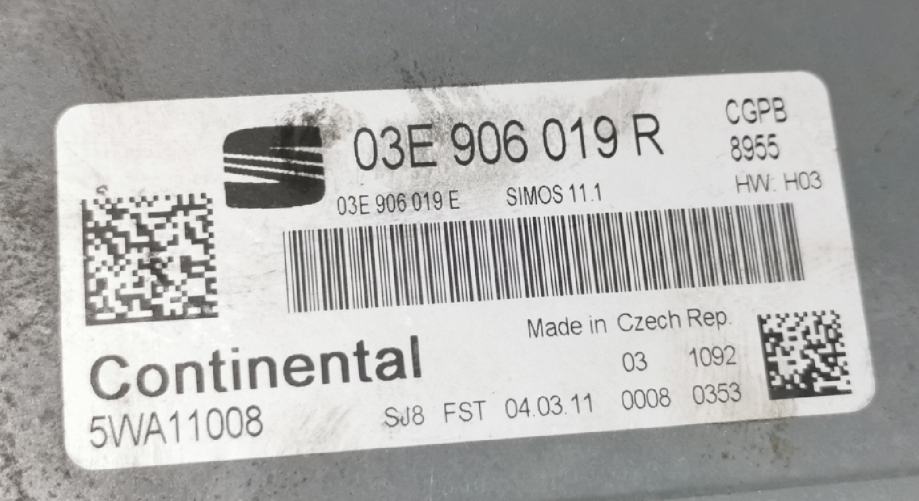 03E 906 019 R
CGPB
8955
03E 906 019 E SIMOS 11.1
HW: H03
Made in Czech Rep.
Continental
03 1092
5WA11008
SJ8 FST 04.03.11 0008 0353